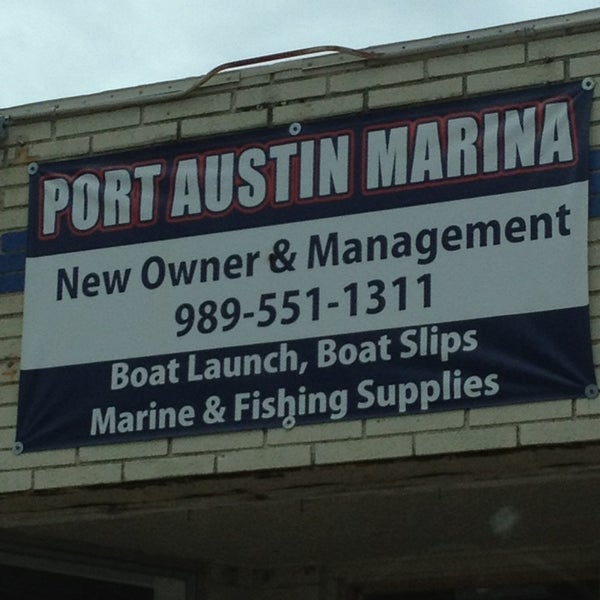 PORT AUSTIN MARINA
New Owner & Management
989-551-1311
Boat Launch, Boat Slips
Marine & Fishing Supplies